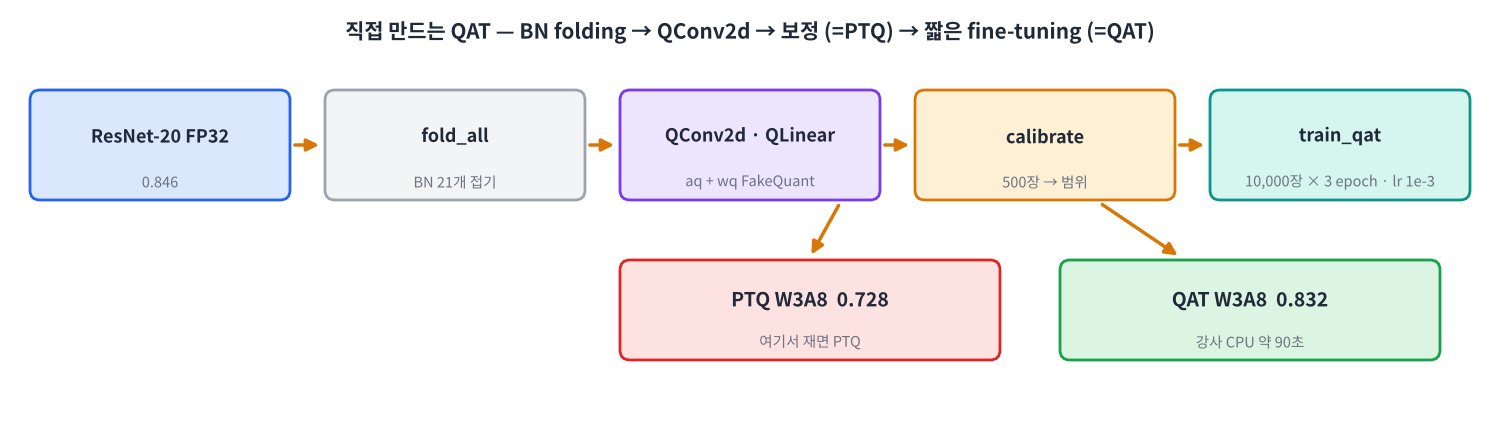 직접 만드는 QAT — BN folding → QConv2d → 보정 (=PTQ) → 짧은 fine-tuning (=QAT)
ResNet-20 FP32
0.846
fold_all
BN 21개 접기
QConv2d · QLinear
aq + wq FakeQuant
calibrate
500장 → 범위
train_qat
10,000장 × 3 epoch · lr 1e-3
PTQ W3A8 0.728
여기서 재면 PTQ
QAT W3A8 0.832
강사 CPU 약 90초